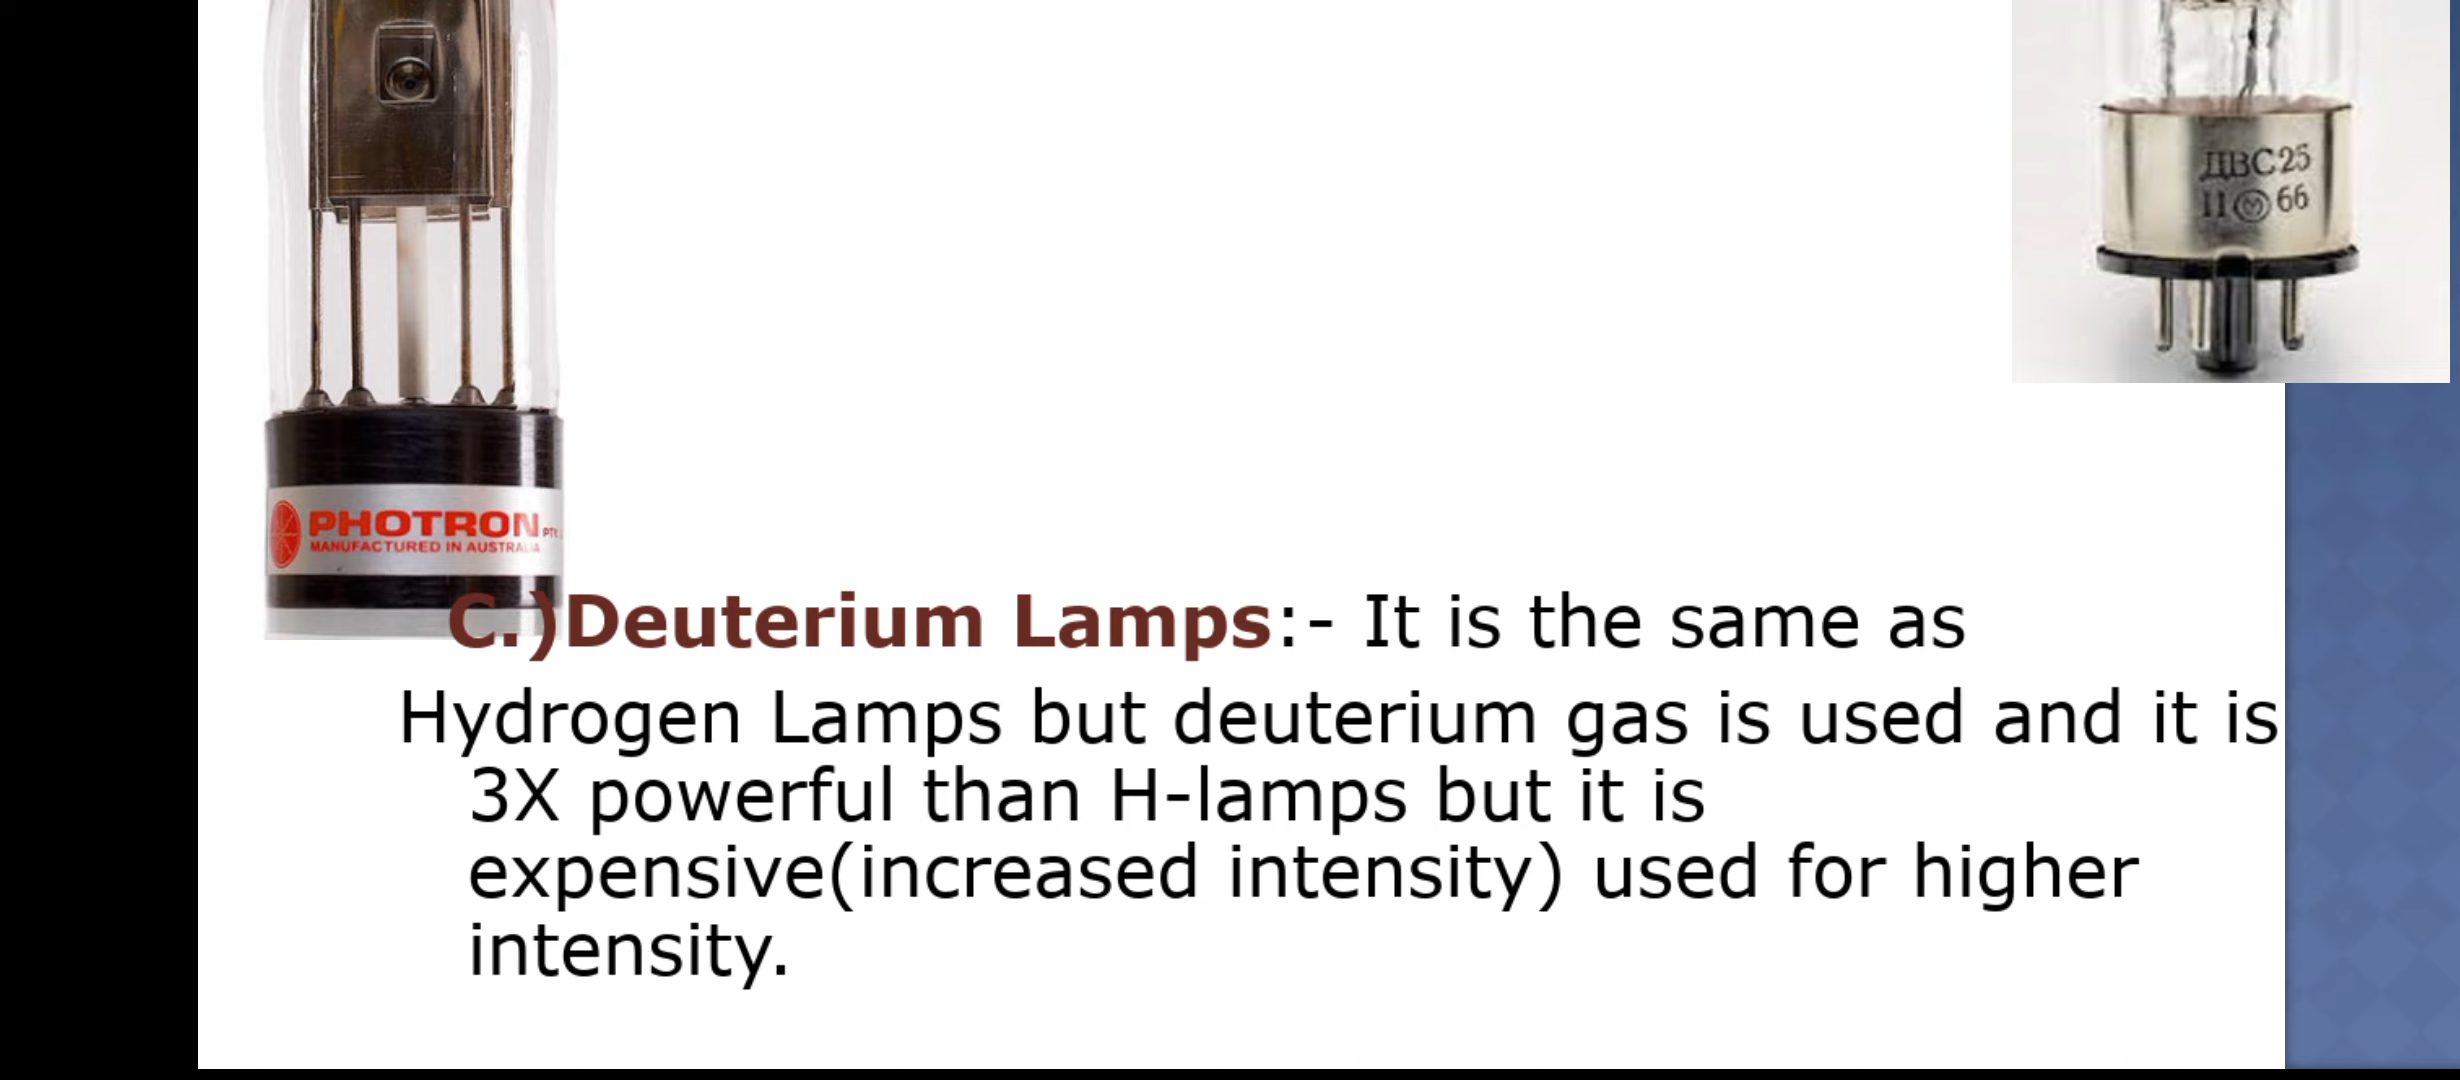 ДВС25
11 М 66
PHOTRON PTY
MANUFACTURED IN AUSTRALIA
C.)Deuterium Lamps:- It is the same as
Hydrogen Lamps but deuterium gas is used and it is
3X powerful than H-lamps but it is
expensive(increased intensity) used for higher
intensity.